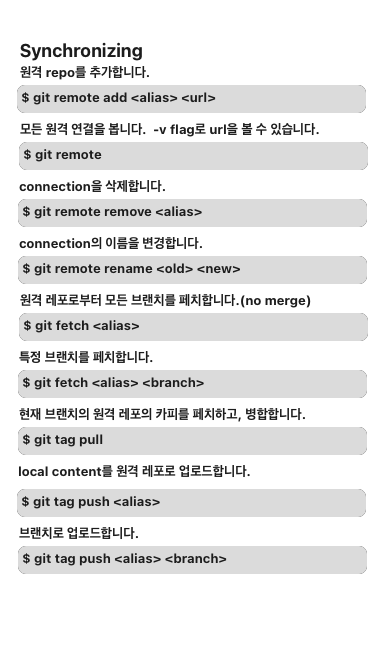 Synchronizing
원격 repo를 추가합니다.
$ git remote add <alias> <url>
모든 원격 연결을 봅니다.  -v flag로 url을 볼 수 있습니다.
$ git remote
connection을 삭제합니다.
$ git remote remove <alias>
connection의 이름을 변경합니다.
$ git remote rename <old> <new>
원격 레포로부터 모든 브랜치를 페치합니다.(no merge)
$ git fetch <alias>
특정 브랜치를 페치합니다.
$ git fetch <alias> <branch>
현재 브랜치의 원격 레포의 카피를 페치하고, 병합합니다.
$ git tag pull
local content를 원격 레포로 업로드합니다.
$ git tag push <alias>
브랜치로 업로드합니다.
$ git tag push <alias> <branch>